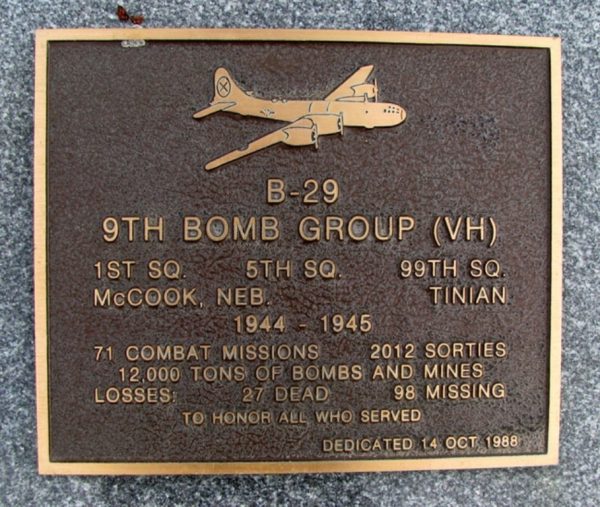 B-29
9TH BOMB GROUP (VH)
1ST SQ. 5TH SQ. 99TH SQ.
McCOOK, NEB. TINIAN
1944 - 1945
71 COMBAT MISSIONS 2012 SORTIES
12,000 TONS OF BOMBS AND MINES
LOSSES: 27 DEAD 98 MISSING
TO HONOR ALL WHO SERVED
DEDICATED 14 OCT 1988